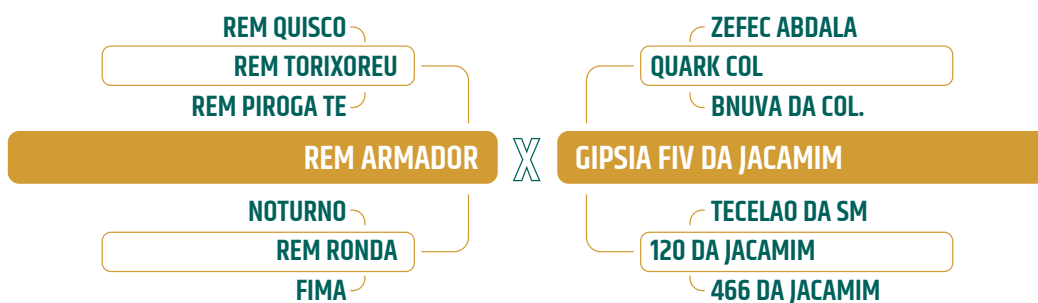 REM QUISCO
REM TORIXOREU
REM PIROGA TE
REM ARMADOR
NOTURNO
REM RONDA
FIMA
X
ZEFEC ABDALA
QUARK COL
BNUVA DA COL.
GIPSIA FIV DA JACAMIM
TECELAO DA SM
120 DA JACAMIM
466 DA JACAMIM